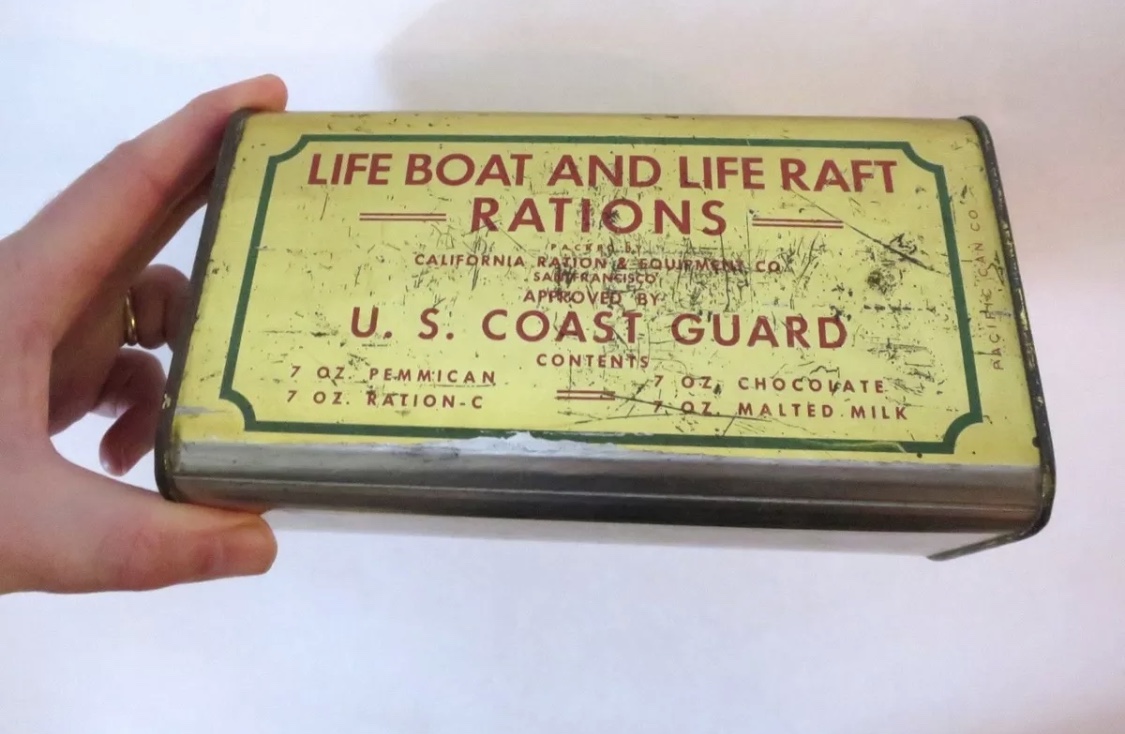 LIFE BOAT AND LIFE RAFT
RATIONS
PACKED BY
CALIFORNIA RATION & EQUIPMENT CO.
SAN FRANCISCO
APPROVED BY
U. S. COAST GUARD
CONTENTS
7 OZ. PEMMICAN
7 OZ. RATION-C
7 OZ. CHOCOLATE
7 OZ. MALTED MILK
PACIFIC CAN CO.